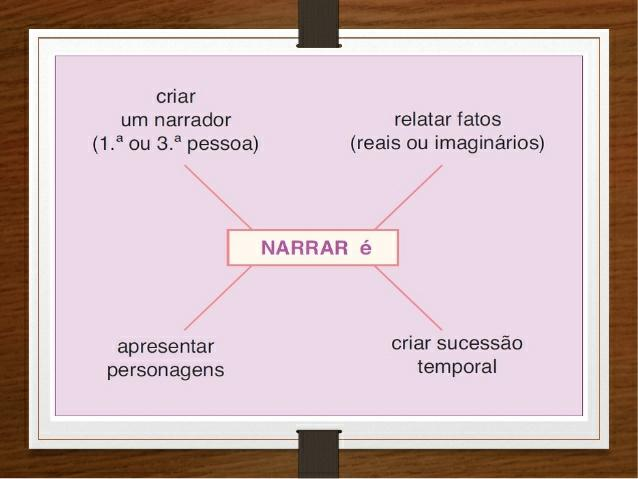 criar
um narrador
(1.ª ou 3.ª pessoa)
relatar fatos
(reais ou imaginários)
NARRAR é
apresentar
personagens
criar sucessão
temporal